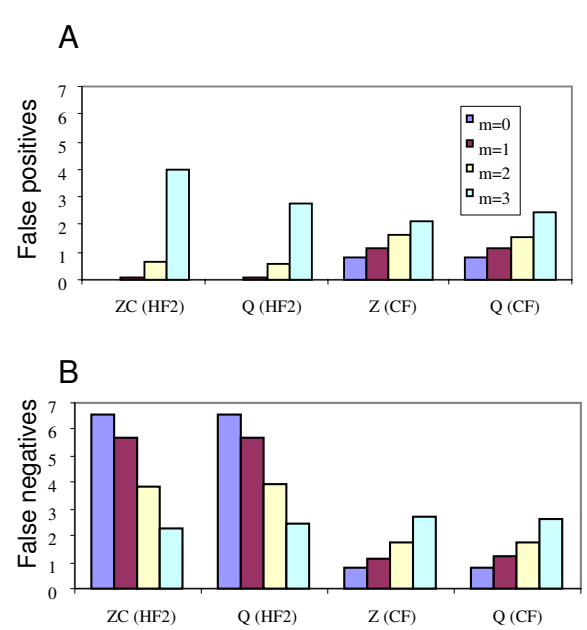 A
False positives
7
6
5
4
3
2
1
0
m=0
m=1
m=2
m=3
ZC (HF2) Q (HF2) Z (CF) Q (CF)
B
False negatives
7
6
5
4
3
2
1
0
ZC (HF2) Q (HF2) Z (CF) Q (CF)